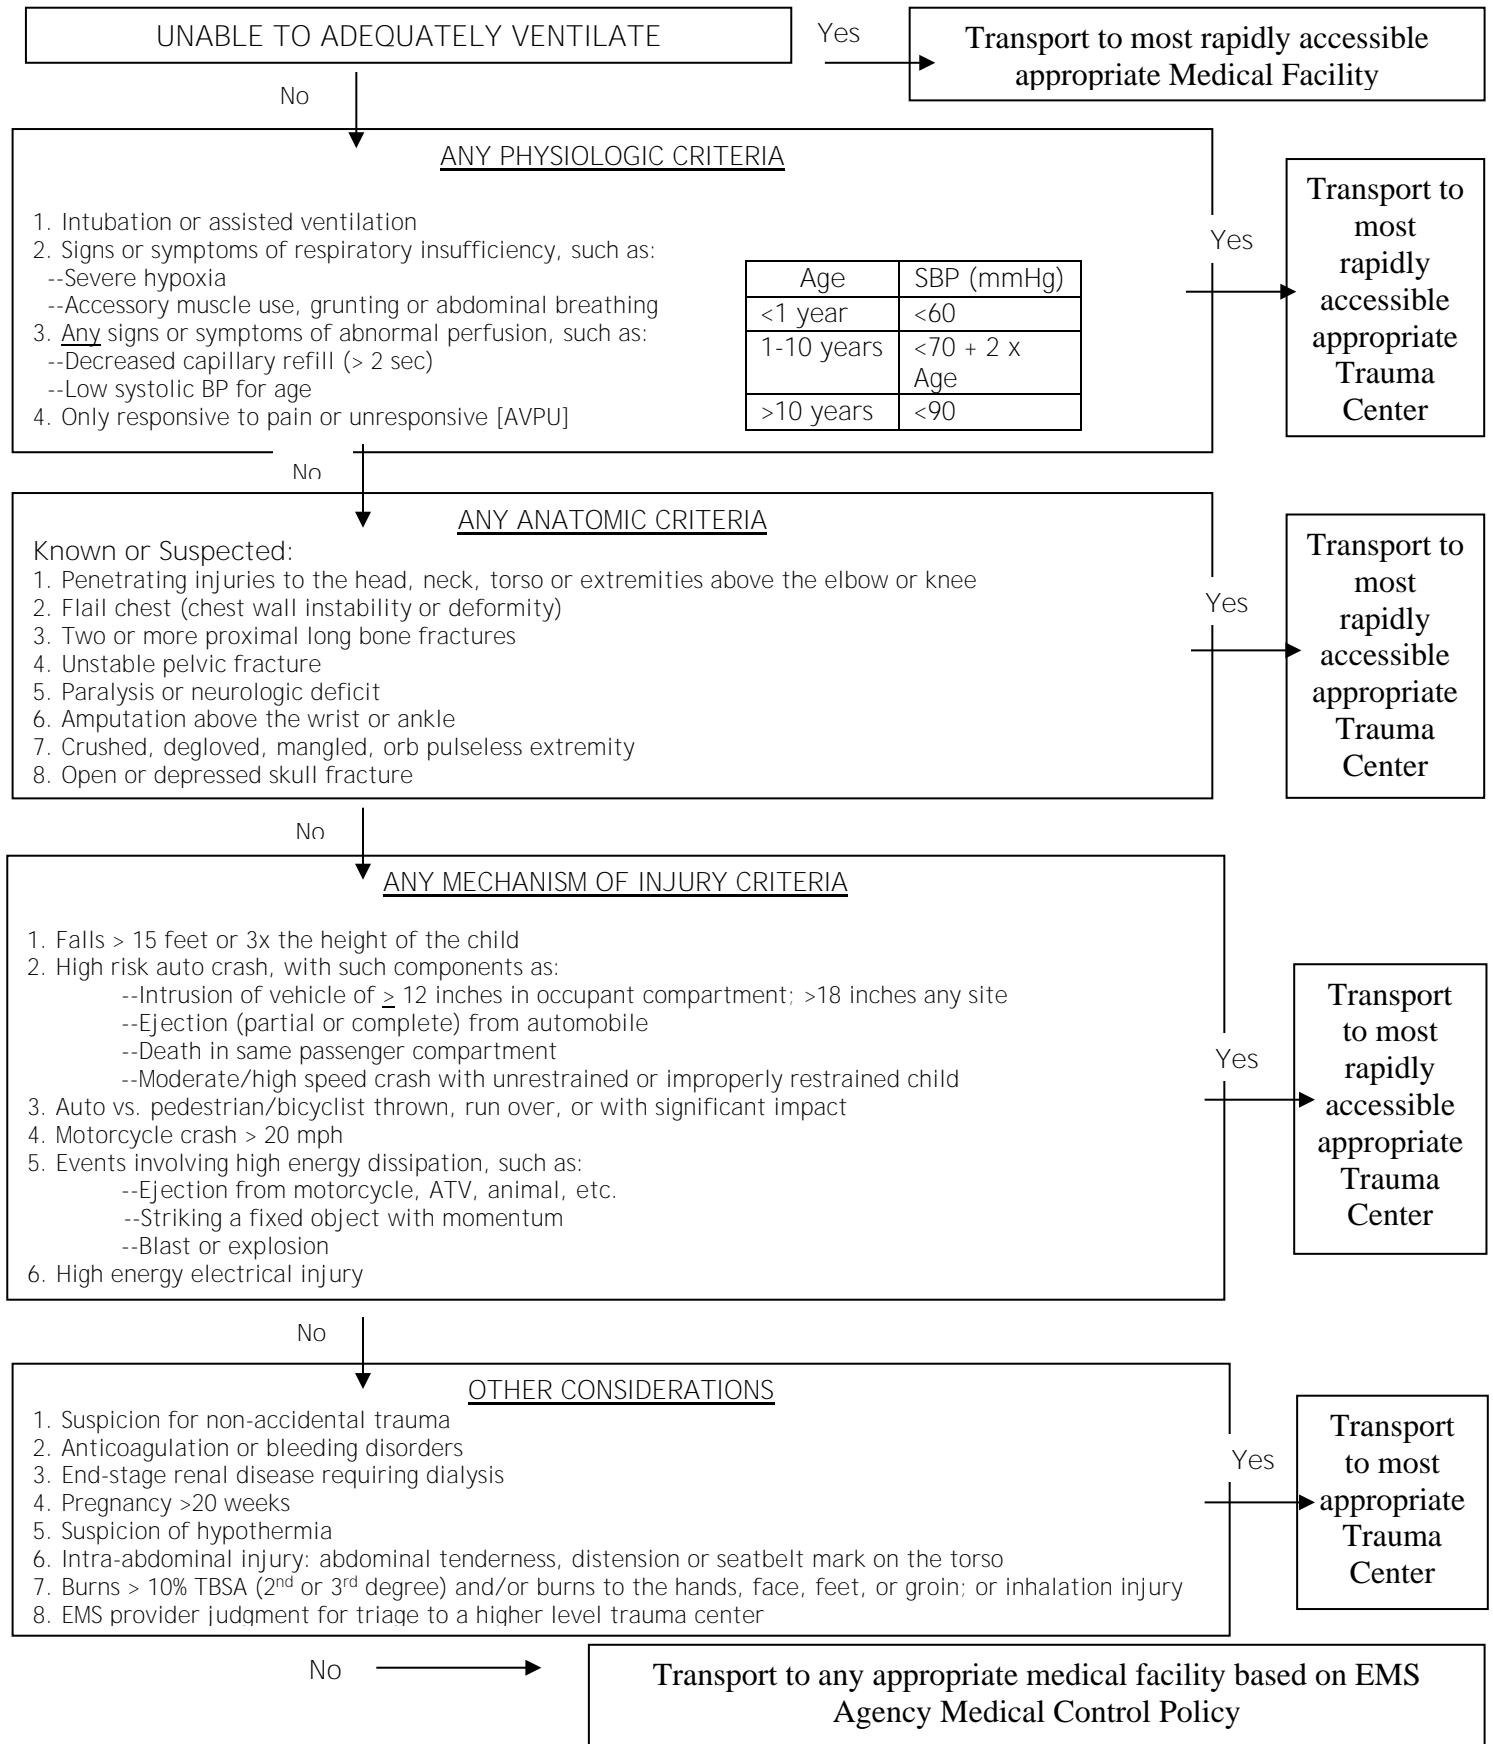 UNABLE TO ADEQUATELY VENTILATE
Yes
Transport to most rapidly accessible
appropriate Medical Facility
No
ANY PHYSIOLOGIC CRITERIA
1. Intubation or assisted ventilation
2. Signs or symptoms of respiratory insufficiency, such as:
--Severe hypoxia
--Accessory muscle use, grunting or abdominal breathing
3. Any signs or symptoms of abnormal perfusion, such as:
--Decreased capillary refill (> 2 sec)
--Low systolic BP for age
4. Only responsive to pain or unresponsive [AVPU]
Age SBP (mmHg)
<1 year <60
1-10 years <70 + 2 x
Age
>10 years <90
Yes
Transport to
most
rapidly
accessible
appropriate
Trauma
Center
No
ANY ANATOMIC CRITERIA
Known or Suspected:
1. Penetrating injuries to the head, neck, torso or extremities above the elbow or knee
2. Flail chest (chest wall instability or deformity)
3. Two or more proximal long bone fractures
4. Unstable pelvic fracture
5. Paralysis or neurologic deficit
6. Amputation above the wrist or ankle
7. Crushed, degloved, mangled, orb pulseless extremity
8. Open or depressed skull fracture
Yes
Transport to
most
rapidly
accessible
appropriate
Trauma
Center
No
ANY MECHANISM OF INJURY CRITERIA
1. Falls > 15 feet or 3x the height of the child
2. High risk auto crash, with such components as:
--Intrusion of vehicle of ≥ 12 inches in occupant compartment; >18 inches any site
--Ejection (partial or complete) from automobile
--Death in same passenger compartment
--Moderate/high speed crash with unrestrained or improperly restrained child
3. Auto vs. pedestrian/bicyclist thrown, run over, or with significant impact
4. Motorcycle crash > 20 mph
5. Events involving high energy dissipation, such as:
--Ejection from motorcycle, ATV, animal, etc.
--Striking a fixed object with momentum
--Blast or explosion
6. High energy electrical injury
Yes
Transport
to most
rapidly
accessible
appropriate
Trauma
Center
No
OTHER CONSIDERATIONS
1. Suspicion for non-accidental trauma
2. Anticoagulation or bleeding disorders
3. End-stage renal disease requiring dialysis
4. Pregnancy >20 weeks
5. Suspicion of hypothermia
6. Intra-abdominal injury: abdominal tenderness, distension or seatbelt mark on the torso
7. Burns > 10% TBSA (2nd or 3rd degree) and/or burns to the hands, face, feet, or groin; or inhalation injury
8. EMS provider judgment for triage to a higher level trauma center
Yes
Transport
to most
appropriate
Trauma
Center
No
Transport to any appropriate medical facility based on EMS
Agency Medical Control Policy